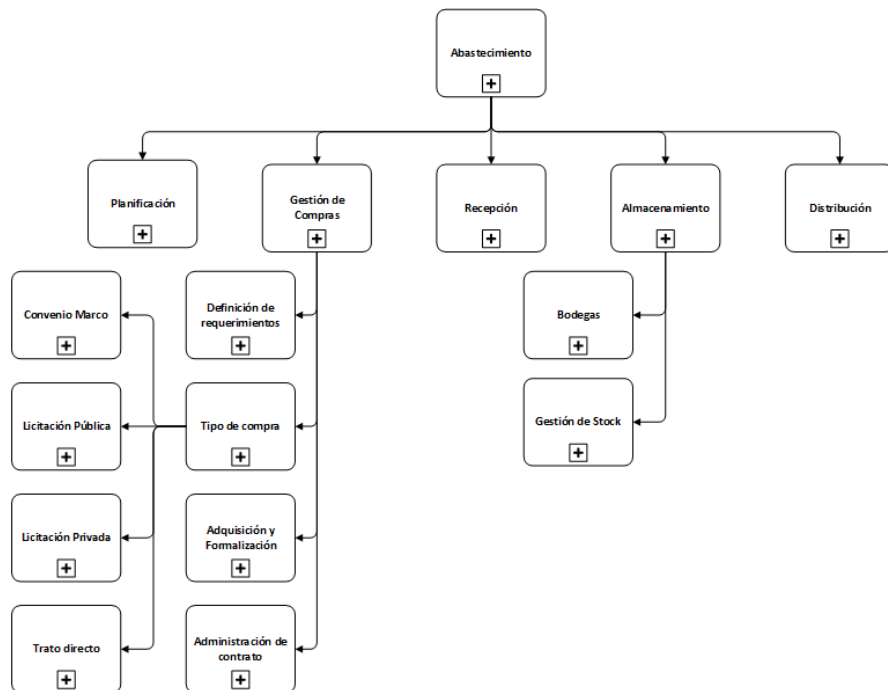 Abastecimiento
Planificación
Gestión de
Compras
Recepción
Almacenamiento
Distribución
Convenio Marco
Definición de
requerimientos
Bodegas
Licitación Pública
Tipo de compra
Gestión de Stock
Licitación Privada
Adquisición y
Formalización
Trato directo
Administración de
contrato